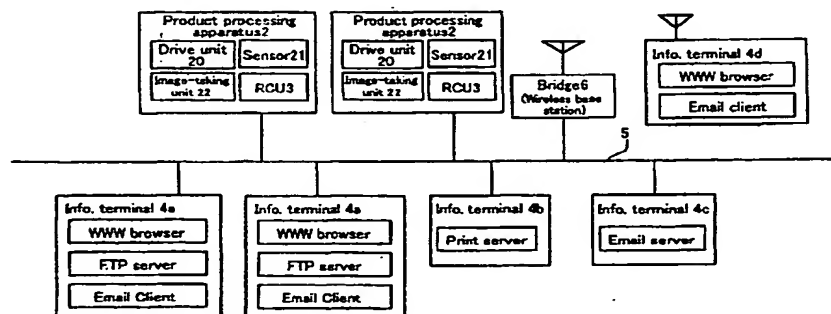 Product processing
apparatus2
Drive unit
20
Sensor21
Image-taking
unit 22
RCU3
Product processing
apparatus2
Drive unit
20
Sensor21
Image-taking
unit 22
RCU3
Bridge6
(Wireless base
station)
Info. terminal 4d
WWW browser
Email client
5
Info. terminal 4a
WWW browser
FTP server
Email Client
Info. terminal 4a
WWW browser
FTP server
Email Client
Info. terminal 4b
Print server
Info. terminal 4c
Email server